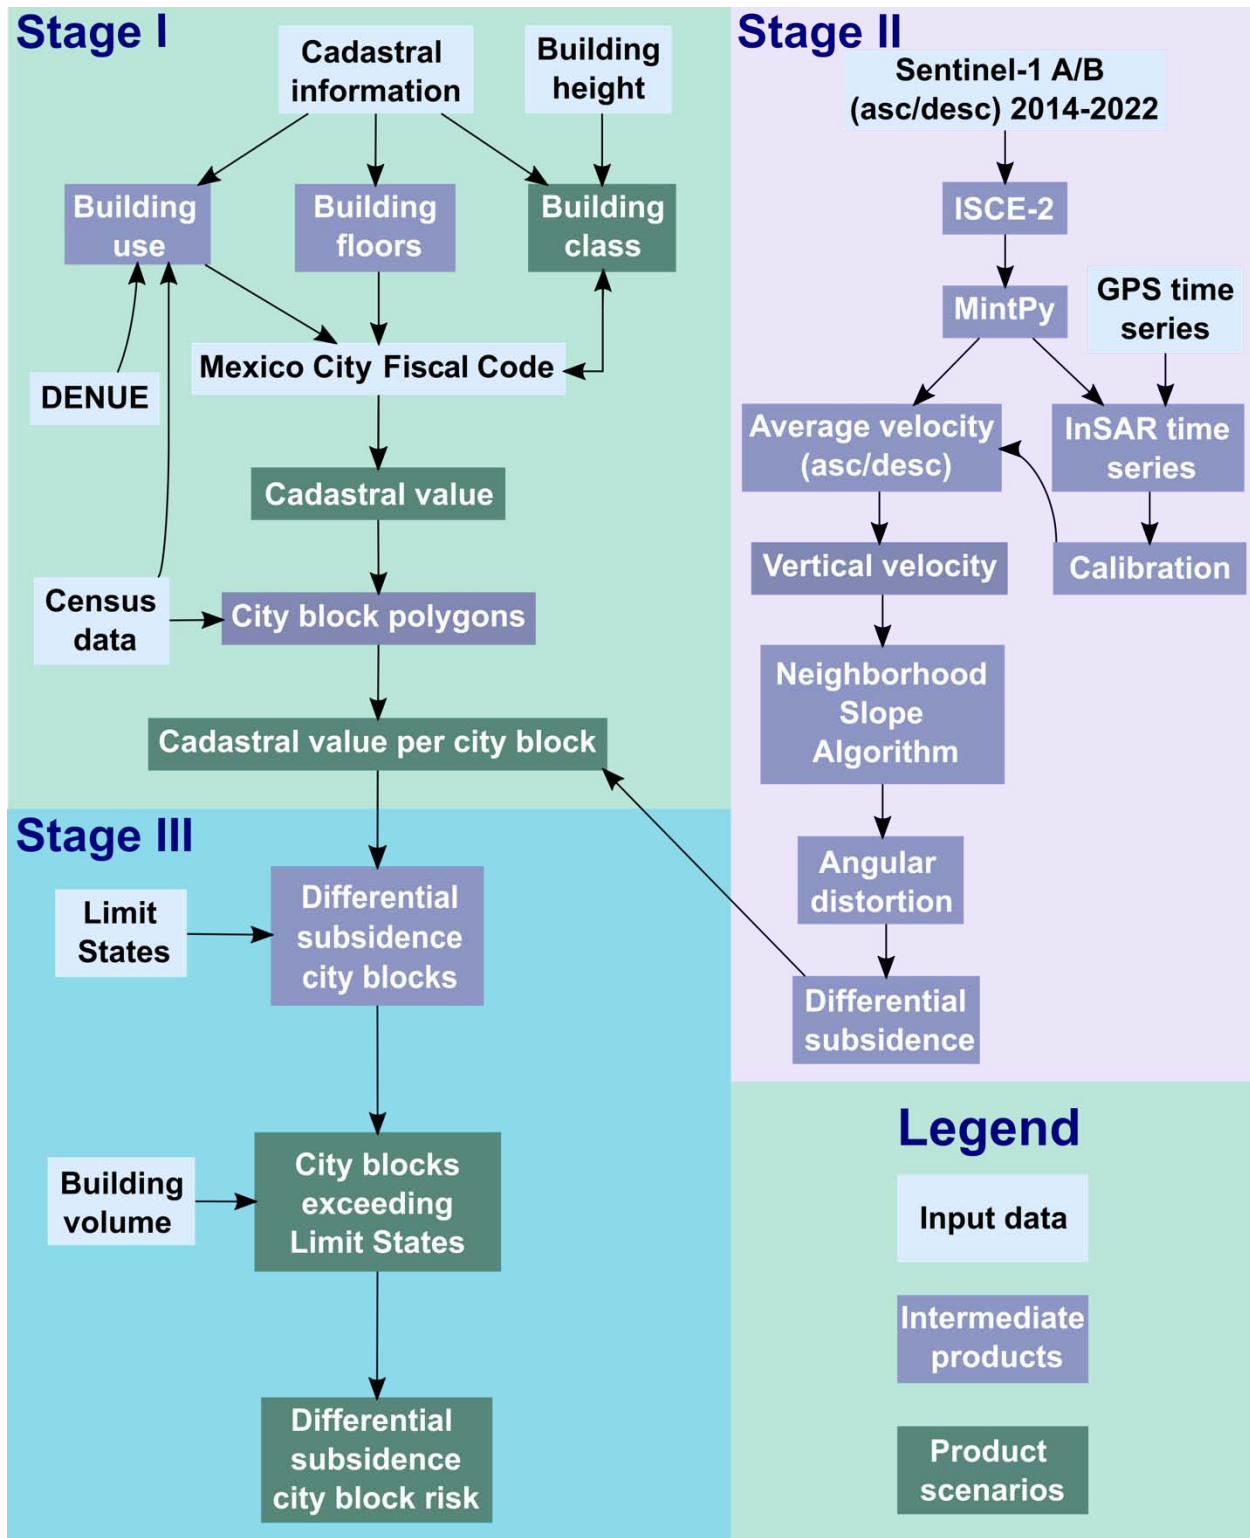 Stage I
Cadastral
information
Building
height
Building
use
Building
floors
Building
class
Mexico City Fiscal Code
DENUE
Cadastral value
Census
data
City block polygons
Cadastral value per city block
Stage II
Sentinel-1 A/B
(asc/desc) 2014-2022
ISCE-2
MintPy
GPS time
series
Average velocity
(asc/desc)
InSAR time
series
Vertical velocity
Calibration
Neighborhood
Slope
Algorithm
Angular
distortion
Differential
subsidence
Stage III
Limit
States
Differential
subsidence
city blocks
Building
volume
City blocks
exceeding
Limit States
Differential
subsidence
city block risk
Legend
Input data
Intermediate
products
Product
scenarios